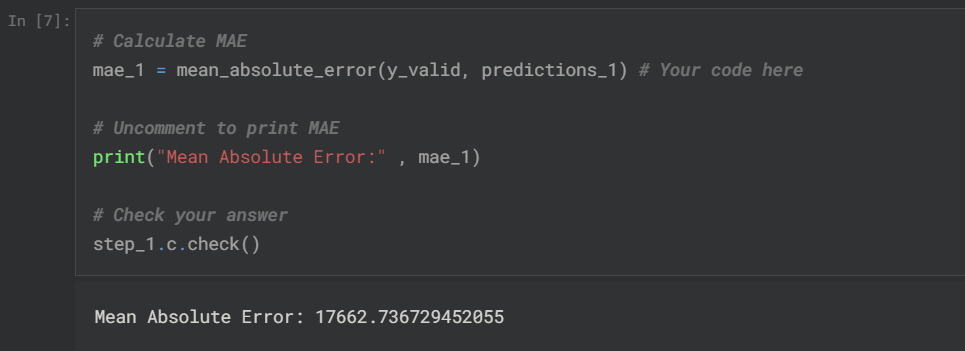 In [7]:
# Calculate MAE
mae_1 = mean_absolute_error(y_valid, predictions_1) # Your code here
# Uncomment to print MAE
print("Mean Absolute Error:" , mae_1)
# Check your answer
step_1.c.check()
Mean Absolute Error: 17662.736729452055